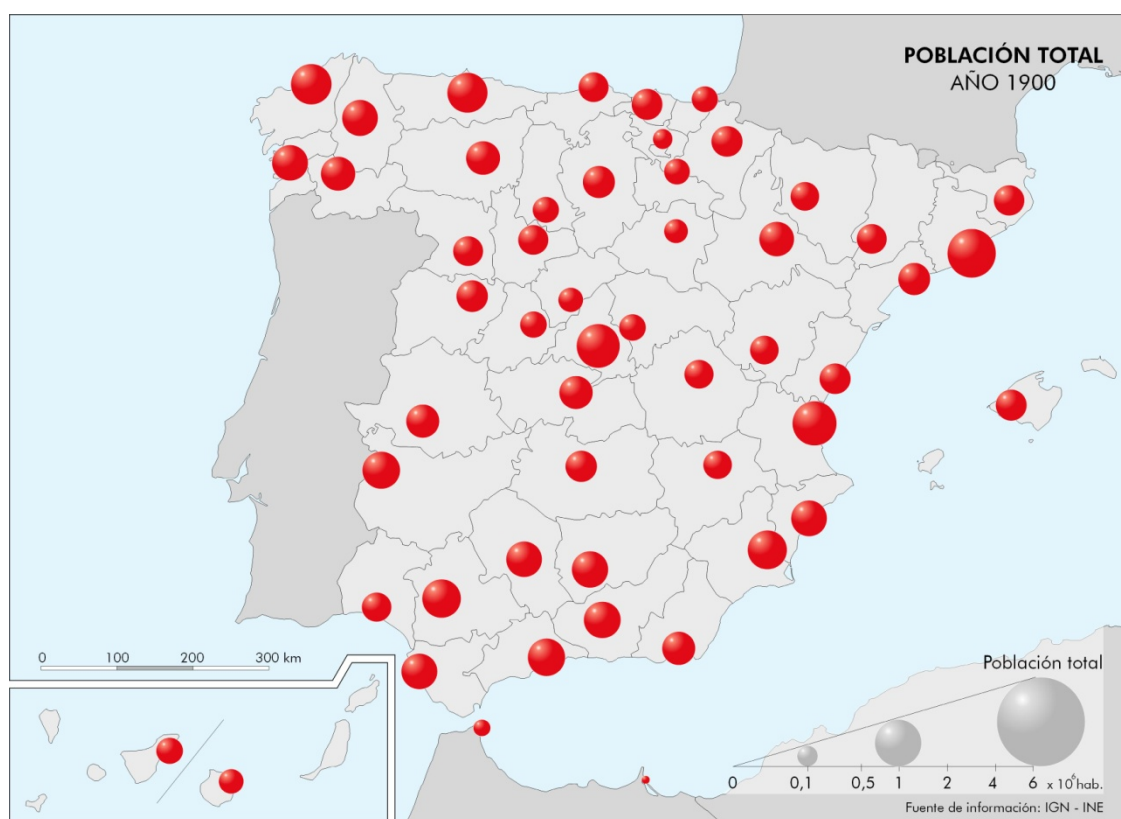 POBLACIÓN TOTAL
AÑO 1900
0 100 200 300 km
Población total
0 0,1 0,5 1 2 4 6 x 10⁶ hab.
Fuente de información: IGN - INE